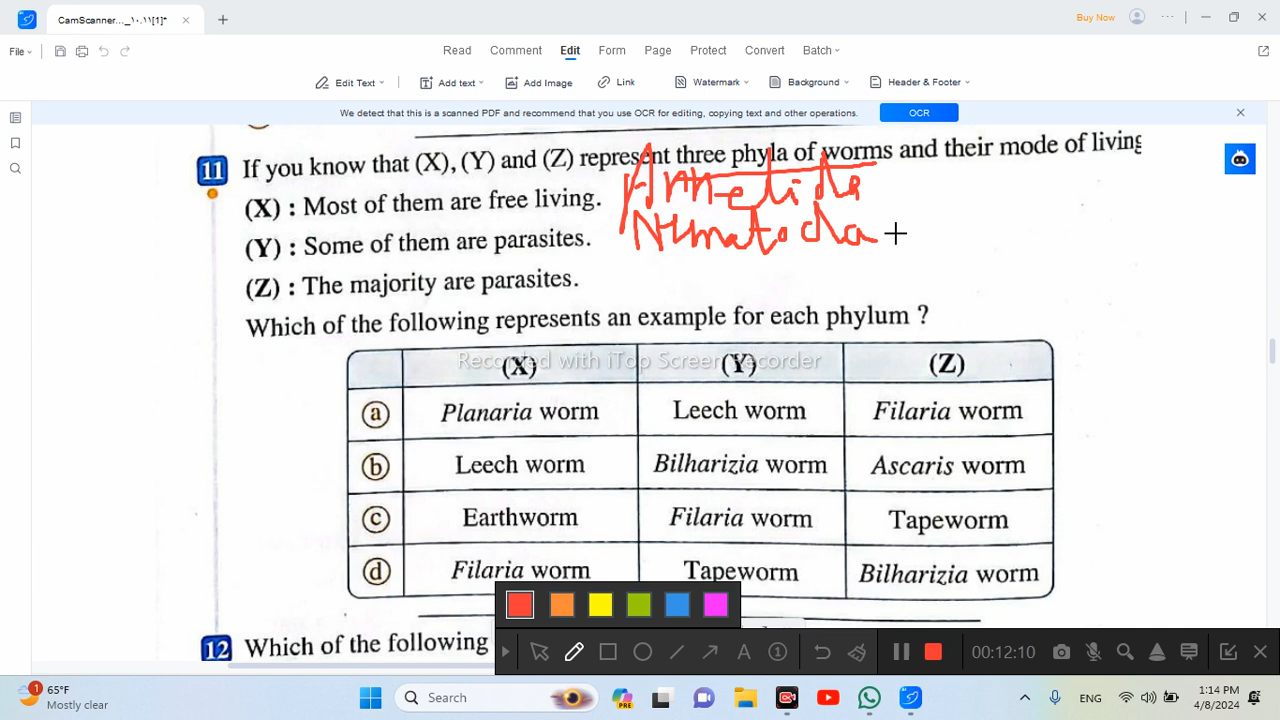 CamScanner..._١٠،١١[1]*
Buy Now
File
Read Comment Edit Form Page Protect Convert Batch
Edit Text Add text Add Image Link Watermark Background Header & Footer
We detect that this is a scanned PDF and recommend that you use OCR for editing, copying text and other operations. OCR
11 If you know that (X), (Y) and (Z) represent three phyla of worms and their mode of living
(X) : Most of them are free living.
Annelida
(Y) : Some of them are parasites.
Nematoda
(Z) : The majority are parasites.
Which of the following represents an example for each phylum ?
Recorded with iTop Screen Recorder
(X) (Y) (Z)
a Planaria worm Leech worm Filaria worm
b Leech worm Bilharizia worm Ascaris worm
c Earthworm Filaria worm Tapeworm
d Filaria worm Tapeworm Bilharizia worm
12 Which of the following
A 1 00:12:10
1 65°F
Mostly clear
Search
PRE
ENG
1:14 PM
4/8/2024